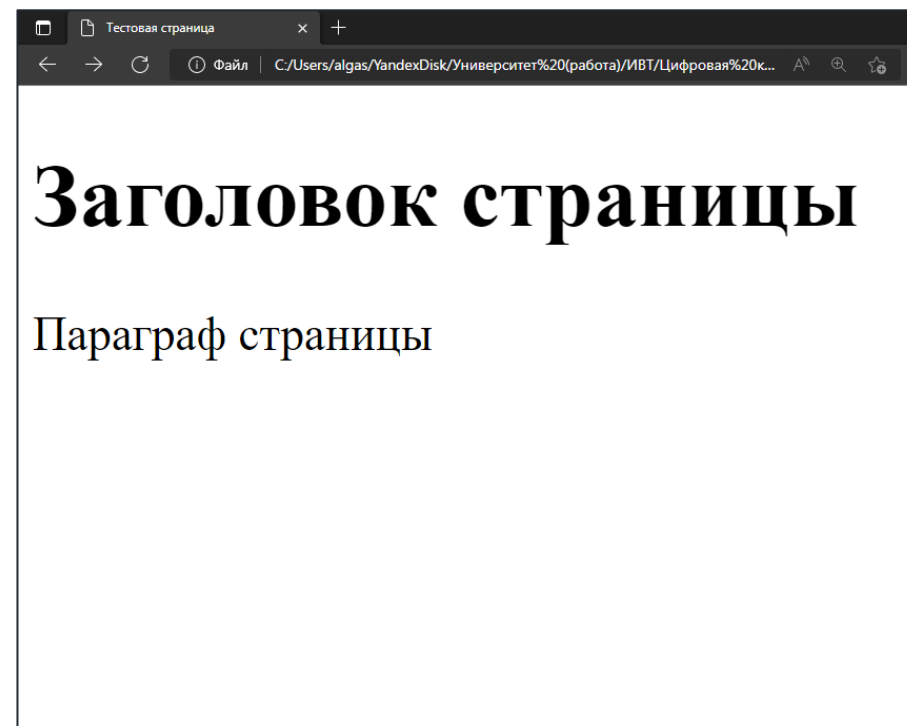 Тестовая страница
Файл C:/Users/algas/YandexDisk/Университет%20(работа)/ИВТ/Цифровая%20к...
Заголовок страницы
Параграф страницы